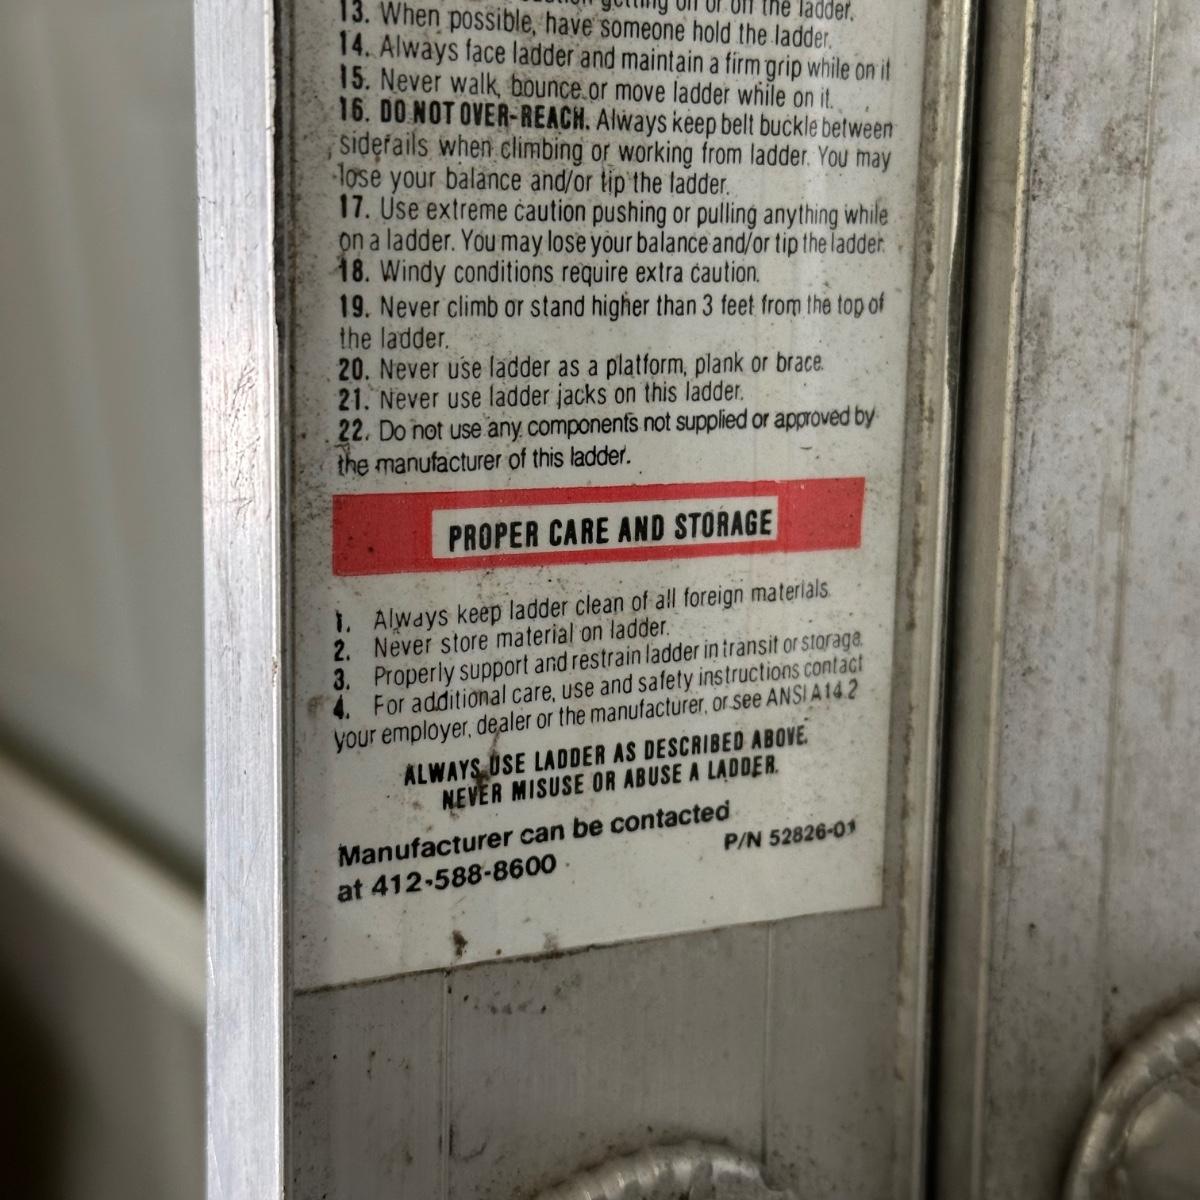 getting on or off the ladder.
13. When possible, have someone hold the ladder.
14. Always face ladder and maintain a firm grip while on it
15. Never walk, bounce or move ladder while on it.
16. DO NOT OVER-REACH. Always keep belt buckle between
siderails when climbing or working from ladder. You may
lose your balance and/or tip the ladder.
17. Use extreme caution pushing or pulling anything while
on a ladder. You may lose your balance and/or tip the ladder.
18. Windy conditions require extra caution.
19. Never climb or stand higher than 3 feet from the top of
the ladder.
20. Never use ladder as a platform, plank or brace.
21. Never use ladder jacks on this ladder.
22. Do not use any components not supplied or approved by
the manufacturer of this ladder.
PROPER CARE AND STORAGE
1. Always keep ladder clean of all foreign materials.
2. Never store material on ladder.
3. Properly support and restrain ladder in transit or storage.
4. For additional care, use and safety instructions contact
your employer, dealer or the manufacturer, or see ANSI A14.2
ALWAYS USE LADDER AS DESCRIBED ABOVE.
NEVER MISUSE OR ABUSE A LADDER.
Manufacturer can be contacted
at 412-588-8600
P/N 52826-01